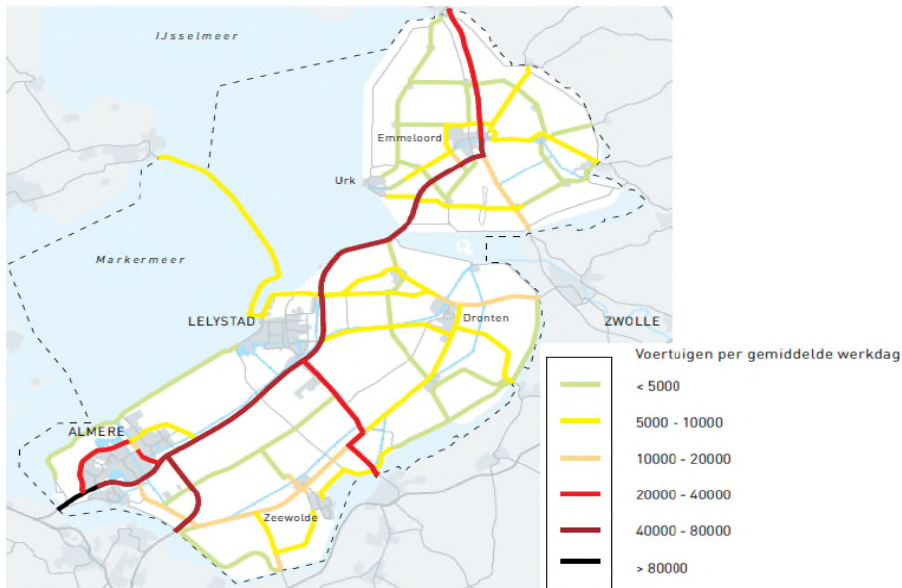 IJsselmeer
Emmeloord
Urk
Markermeer
LELYSTAD
Dronten
ZWOLLE
ALMERE
Zeewolde
Voertuigen per gemiddelde werkdag
< 5000
5000 - 10000
10000 - 20000
20000 - 40000
40000 - 80000
> 80000